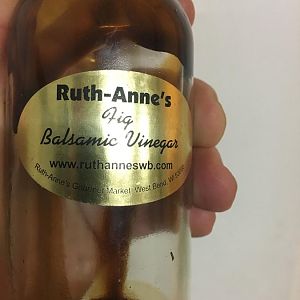 Ruth-Anne's
Fig
Balsamic Vinegar
www.ruthanneswb.com
Ruth-Anne's Gourmet Market West Bend, WI